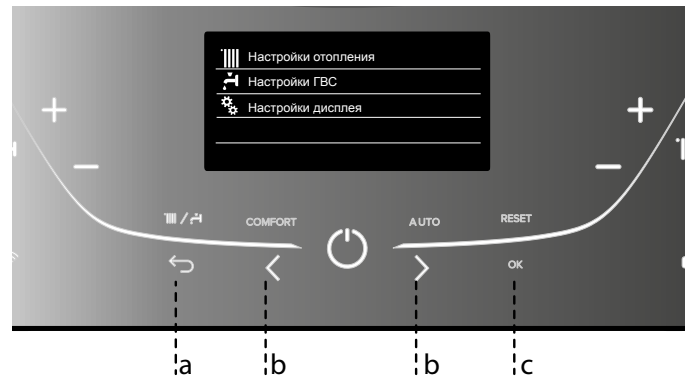 Настройки отопления
Настройки ГВС
Настройки дисплея
COMFORT
AUTO
RESET
OK
a
b
b
c